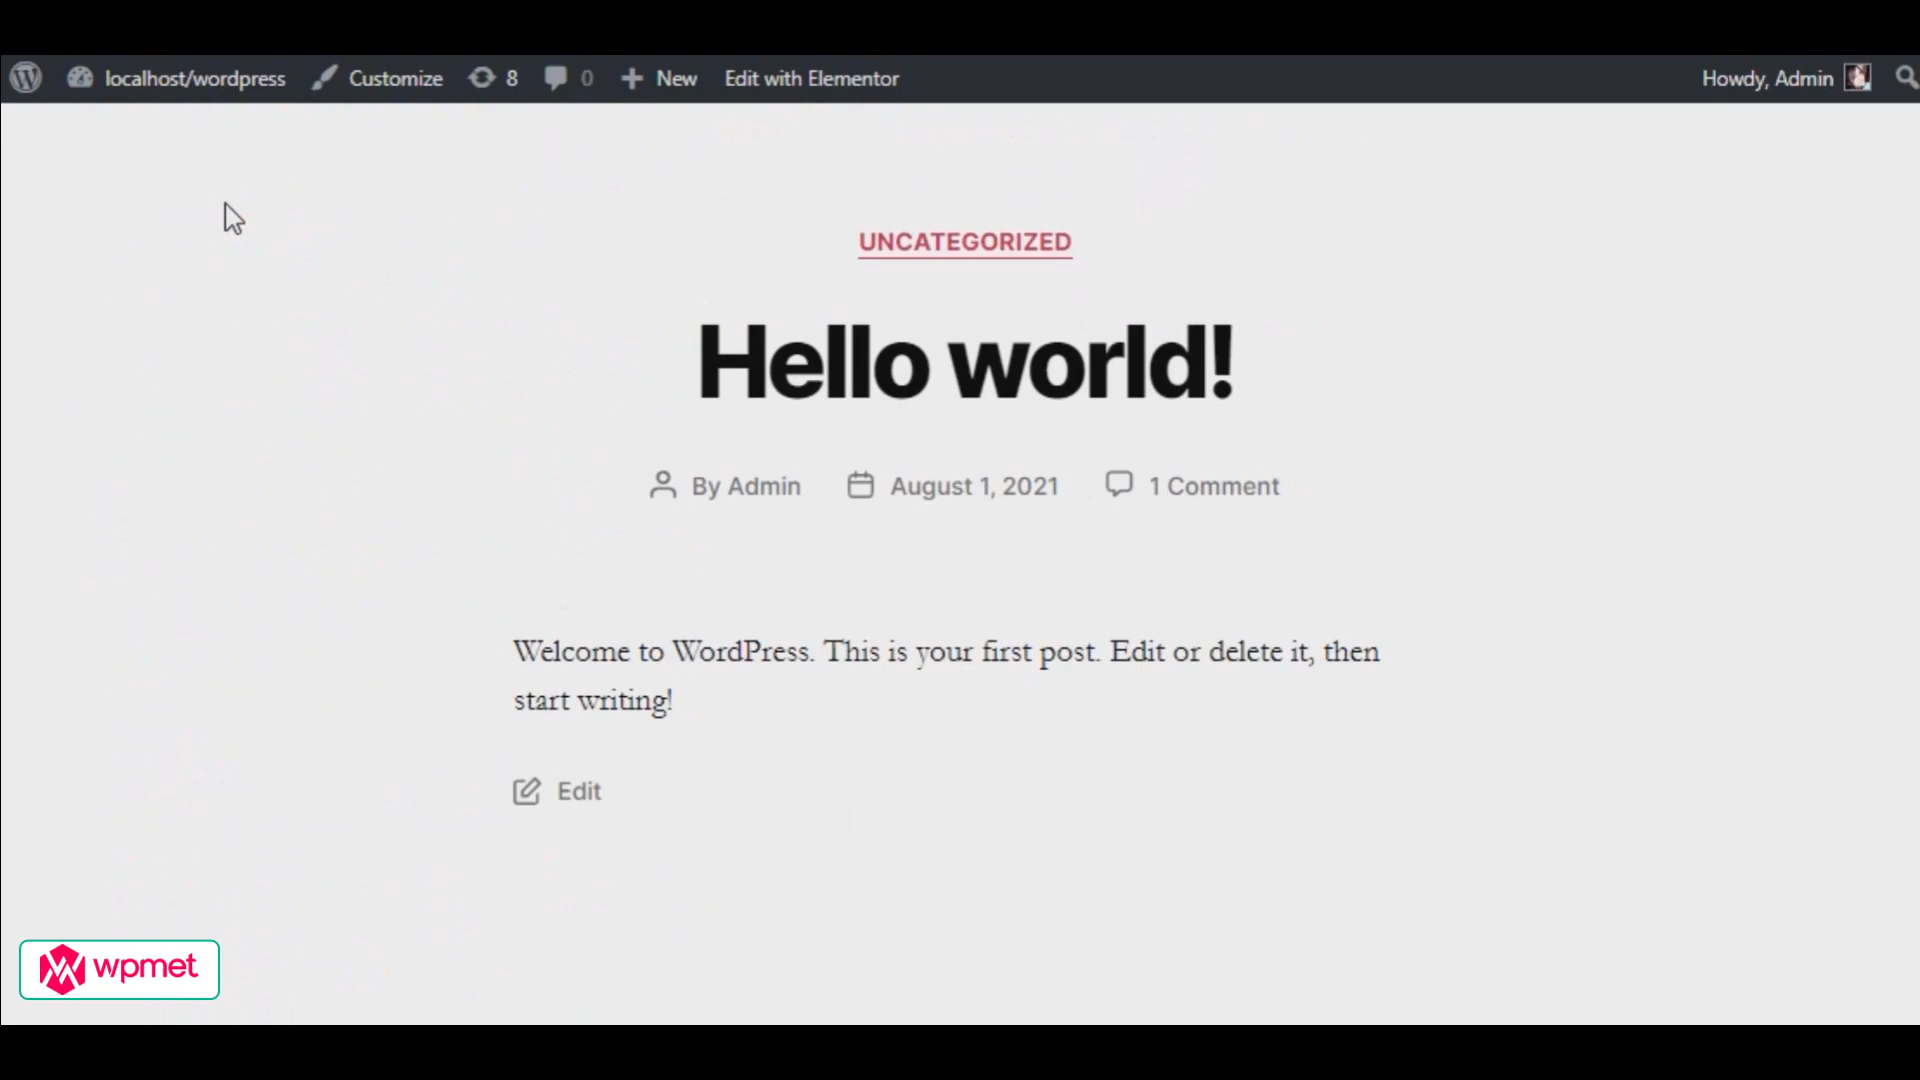 localhost/wordpress Customize 8 0 New Edit with Elementor Howdy, Admin
UNCATEGORIZED
Hello world!
By Admin August 1, 2021 1 Comment
Welcome to WordPress. This is your first post. Edit or delete it, then
start writing!
Edit
wpmet